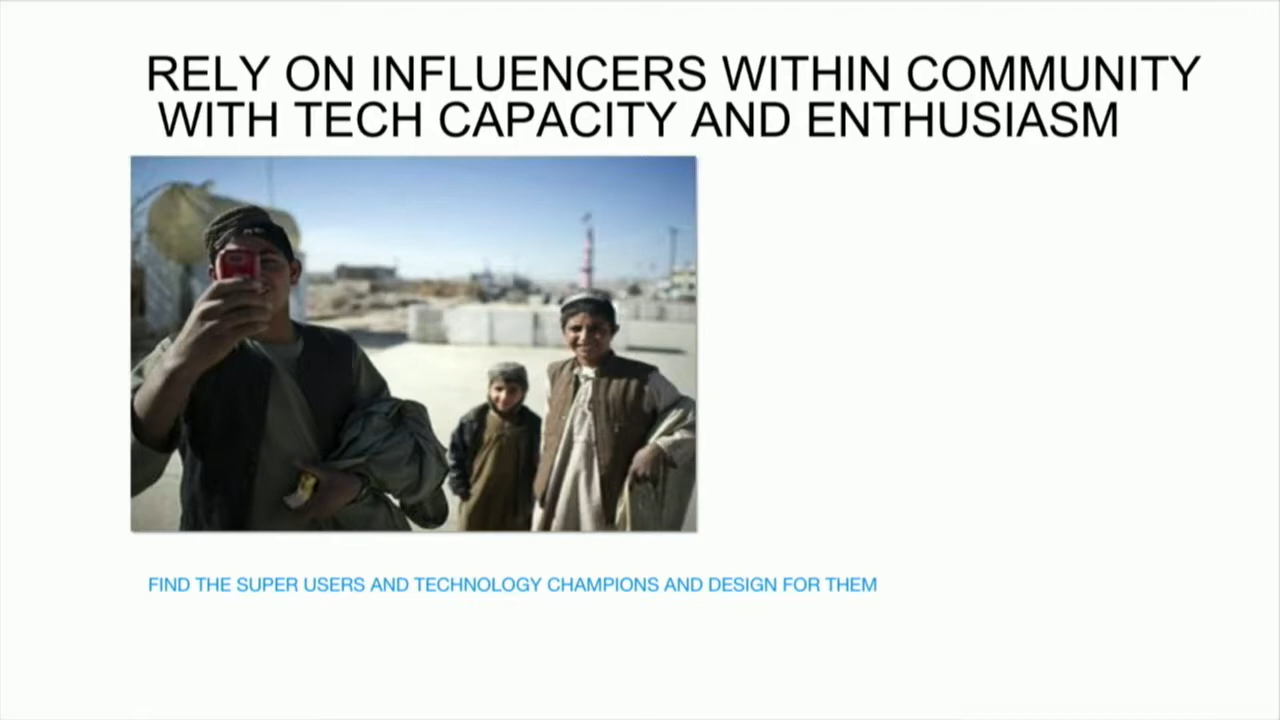 RELY ON INFLUENCERS WITHIN COMMUNITY
WITH TECH CAPACITY AND ENTHUSIASM
FIND THE SUPER USERS AND TECHNOLOGY CHAMPIONS AND DESIGN FOR THEM